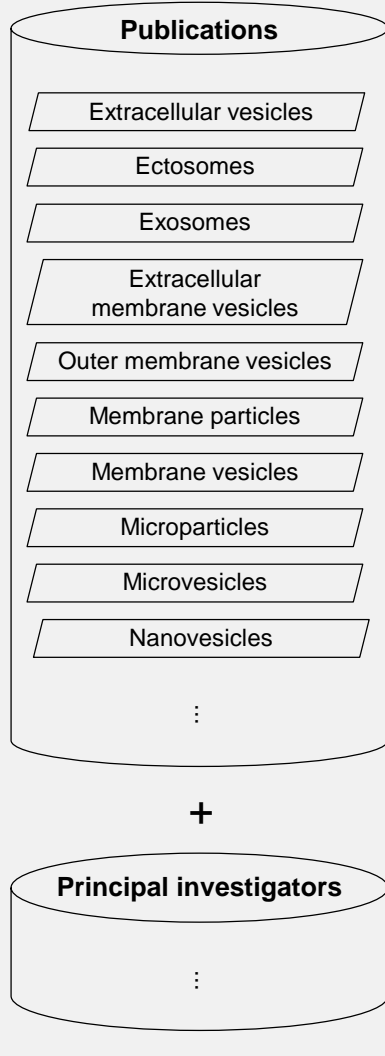 Publications
Extracellular vesicles
Ectosomes
Exosomes
Extracellular
membrane vesicles
Outer membrane vesicles
Membrane particles
Membrane vesicles
Microparticles
Microvesicles
Nanovesicles
⋮
+
Principal investigators
⋮